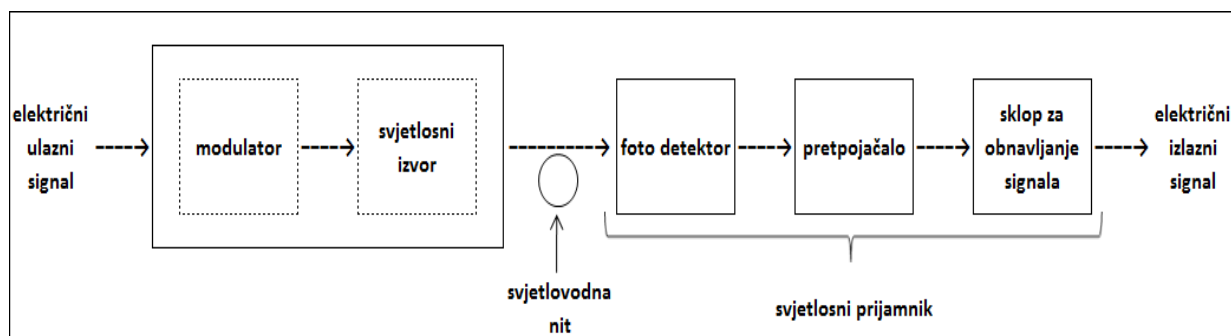 električni
ulazni
signal
modulator
svjetlosni
izvor
svjetlovodna
nit
foto detektor
pretpojačalo
sklop za
obnavljanje
signala
svjetlosni prijamnik
električni
izlazni
signal